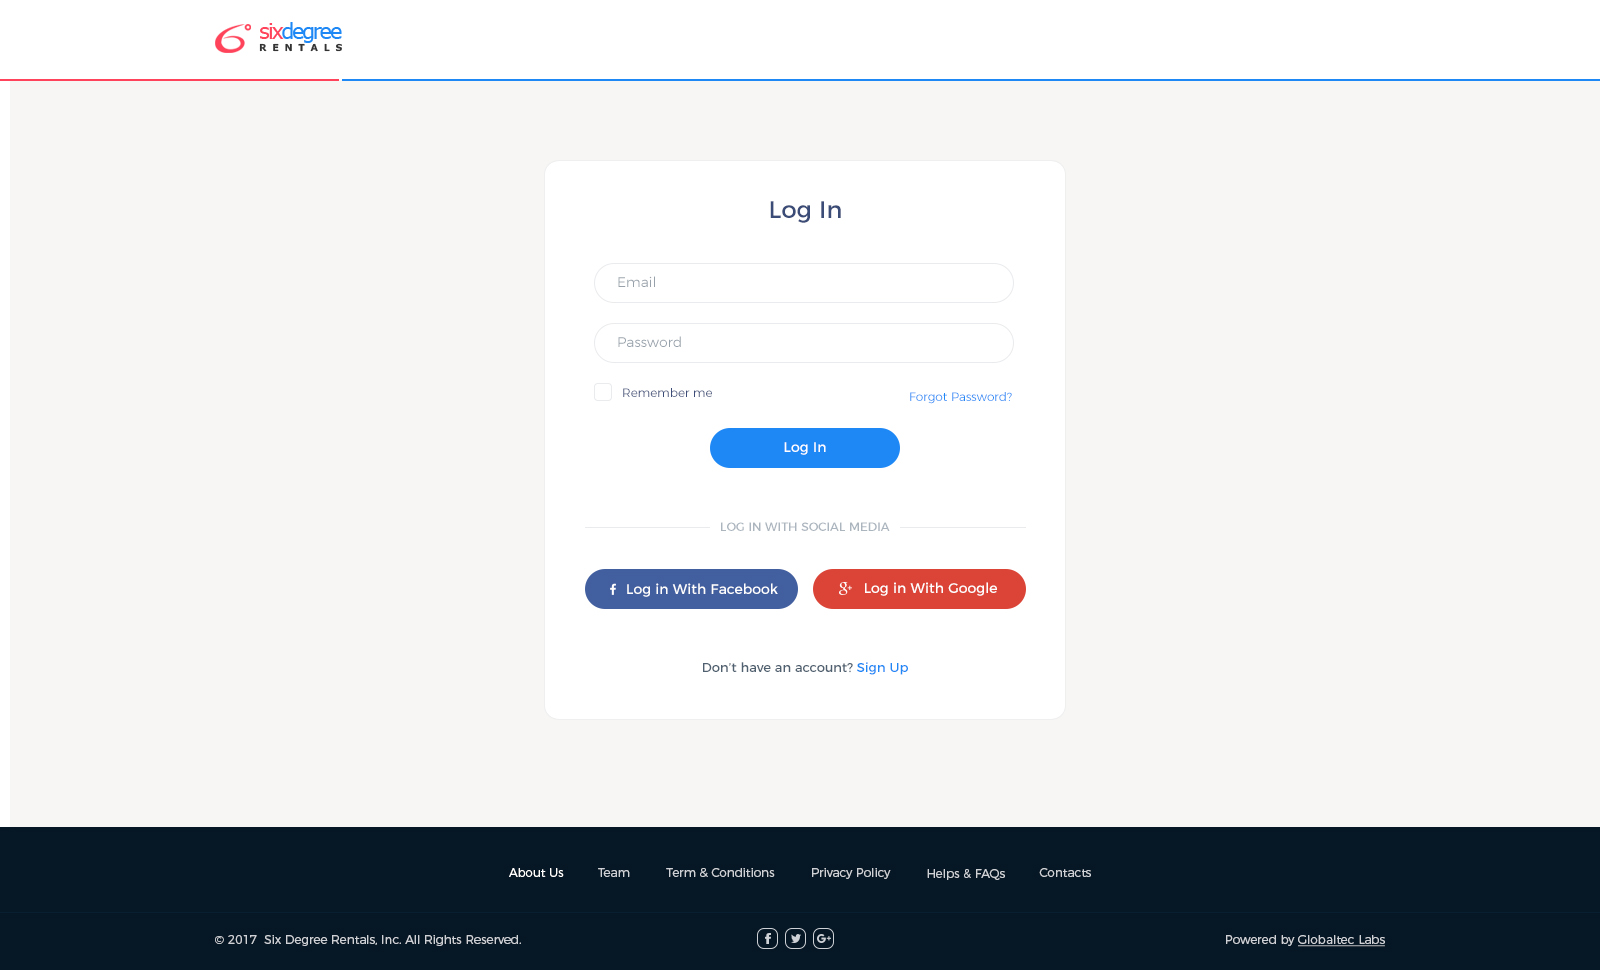 sixdegree
RENTALS
Log In
Email
Password
Remember me
Forgot Password?
Log In
LOG IN WITH SOCIAL MEDIA
Log in With Facebook
Log in With Google
Don't have an account? Sign Up
About Us Team Term & Conditions Privacy Policy Helps & FAQs Contacts
© 2017 Six Degree Rentals, Inc. All Rights Reserved.
Powered by Globaltec Labs